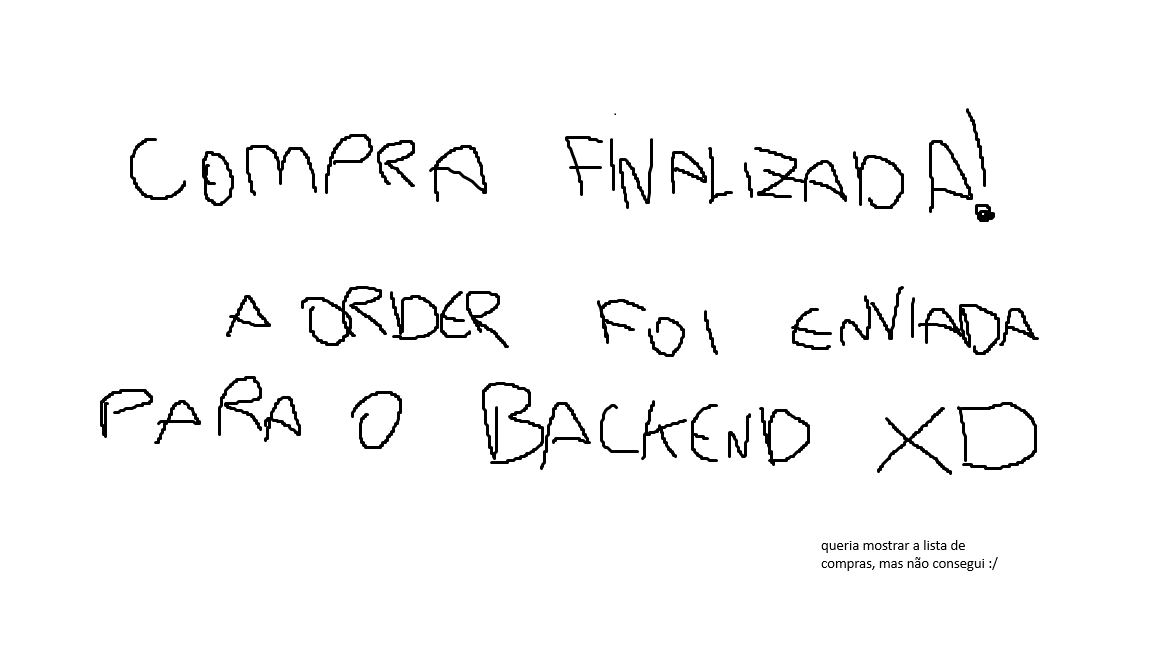 COMPRA FINALIZADA!
A ORDER FOI ENVIADA
PARA O BACKEND XD
queria mostrar a lista de
compras, mas não consegui :/